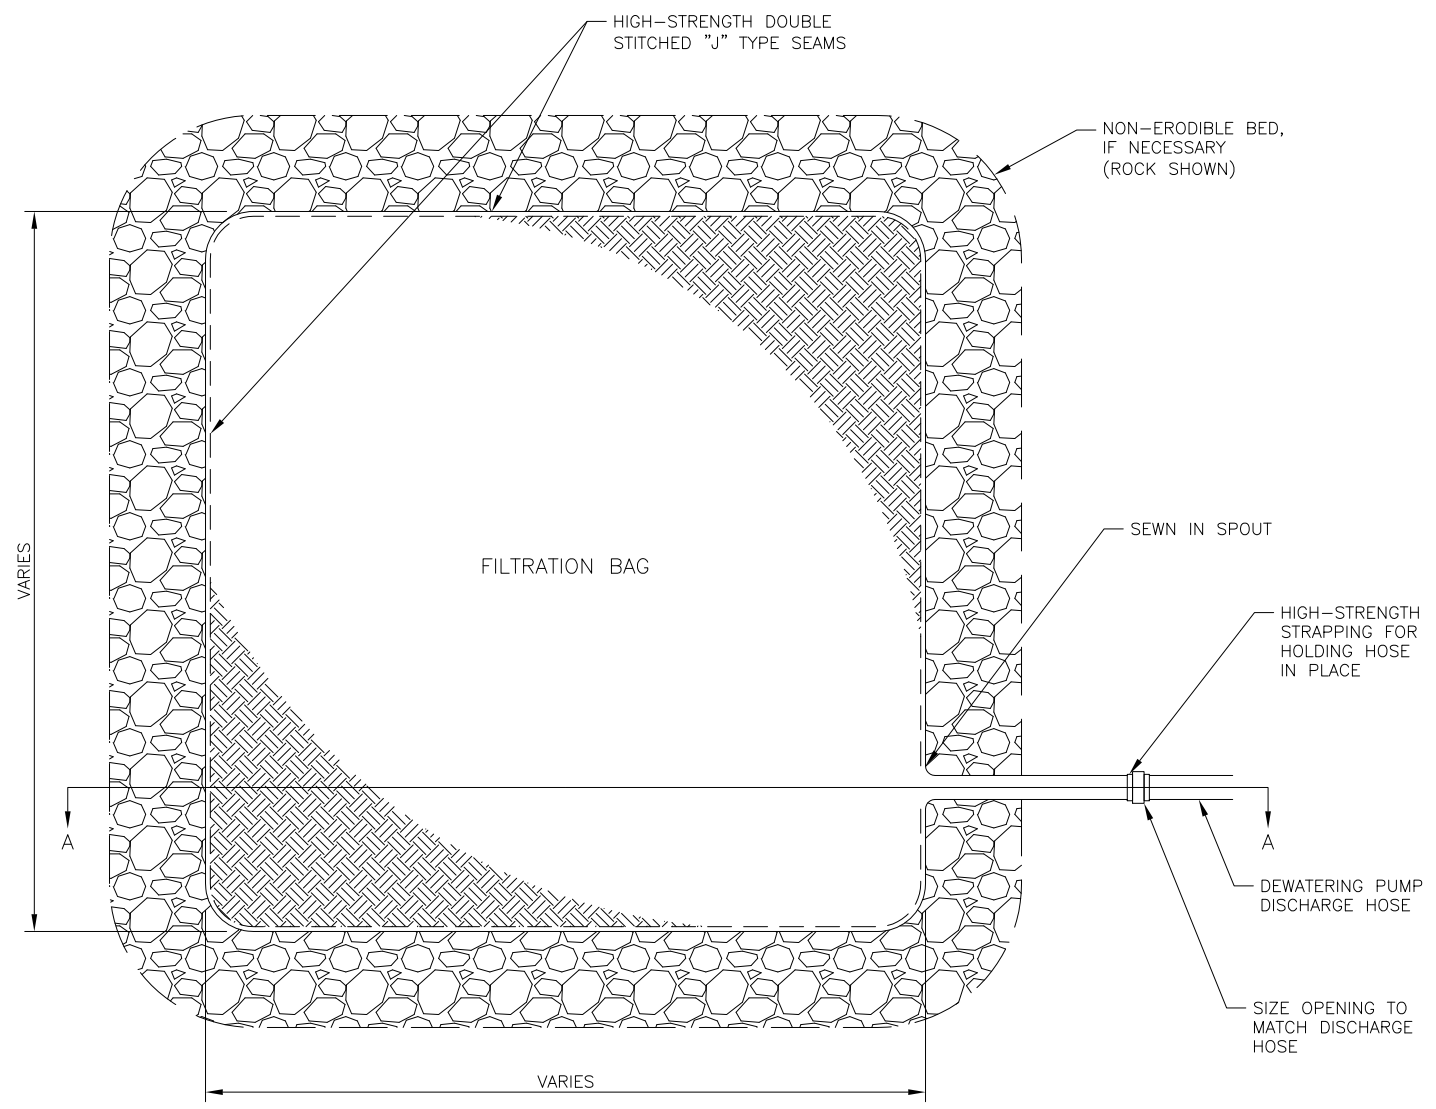 HIGH-STRENGTH DOUBLE
STITCHED "J" TYPE SEAMS
NON-ERODIBLE BED,
IF NECESSARY
(ROCK SHOWN)
SEWN IN SPOUT
VARIES
FILTRATION BAG
HIGH-STRENGTH
STRAPPING FOR
HOLDING HOSE
IN PLACE
A
A
DEWATERING PUMP
DISCHARGE HOSE
SIZE OPENING TO
MATCH DISCHARGE
HOSE
VARIES